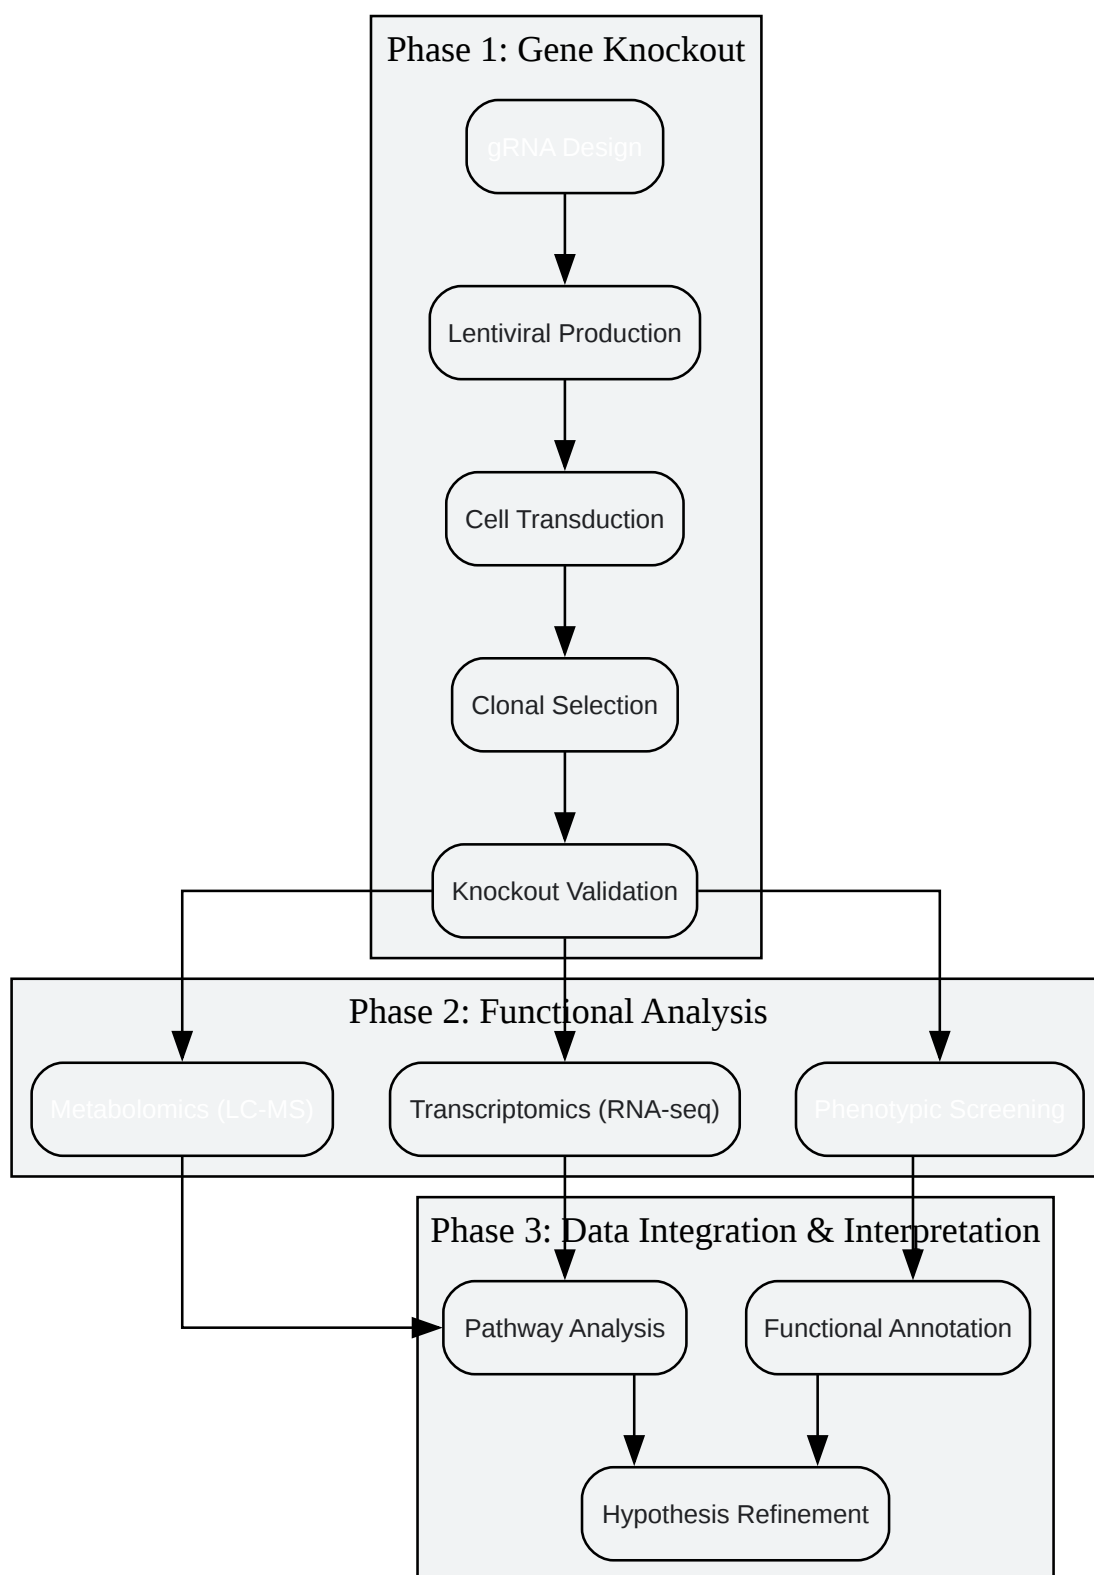 Phase 1: Gene Knockout
gRNA Design
Lentiviral Production
Cell Transduction
Clonal Selection
Knockout Validation
Phase 2: Functional Analysis
Metabolomics (LC-MS)
Transcriptomics (RNA-seq)
Phenotypic Screening
Phase 3: Data Integration & Interpretation
Pathway Analysis
Functional Annotation
Hypothesis Refinement